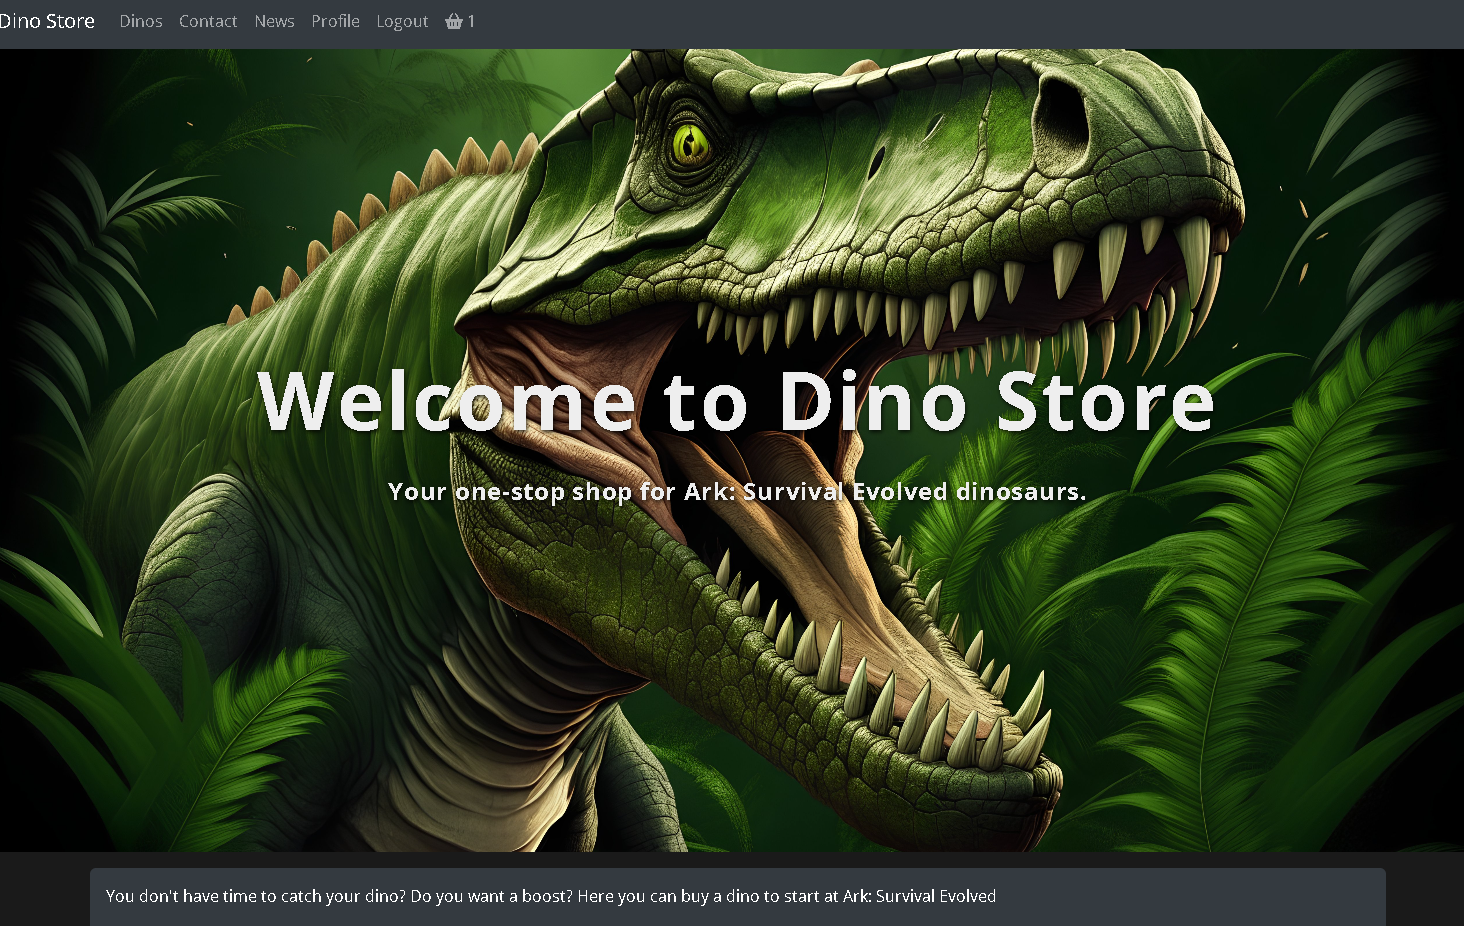 Dino Store Dinos Contact News Profile Logout 1
Welcome to Dino Store
Your one-stop shop for Ark: Survival Evolved dinosaurs.
You don't have time to catch your dino? Do you want a boost? Here you can buy a dino to start at Ark: Survival Evolved